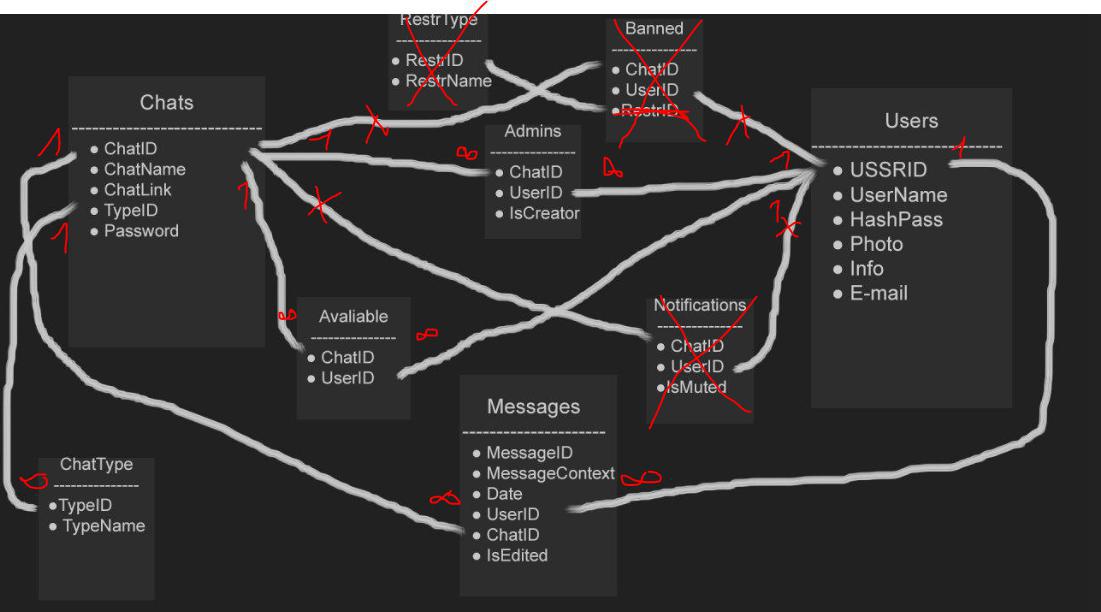 RestrType
RestrID
RestrName
Banned
ChatID
UserID
RestrID
Chats
ChatID
ChatName
ChatLink
TypeID
Password
Admins
ChatID
UserID
IsCreator
Users
USSRID
UserName
HashPass
Photo
Info
E-mail
Avaliable
ChatID
UserID
Notifications
ChatID
UserID
IsMuted
Messages
MessageID
MessageContext
Date
UserID
ChatID
IsEdited
ChatType
TypeID
TypeName
1
1
1
1
1
1
1
∞
∞
∞
∞
∞
∞
∞